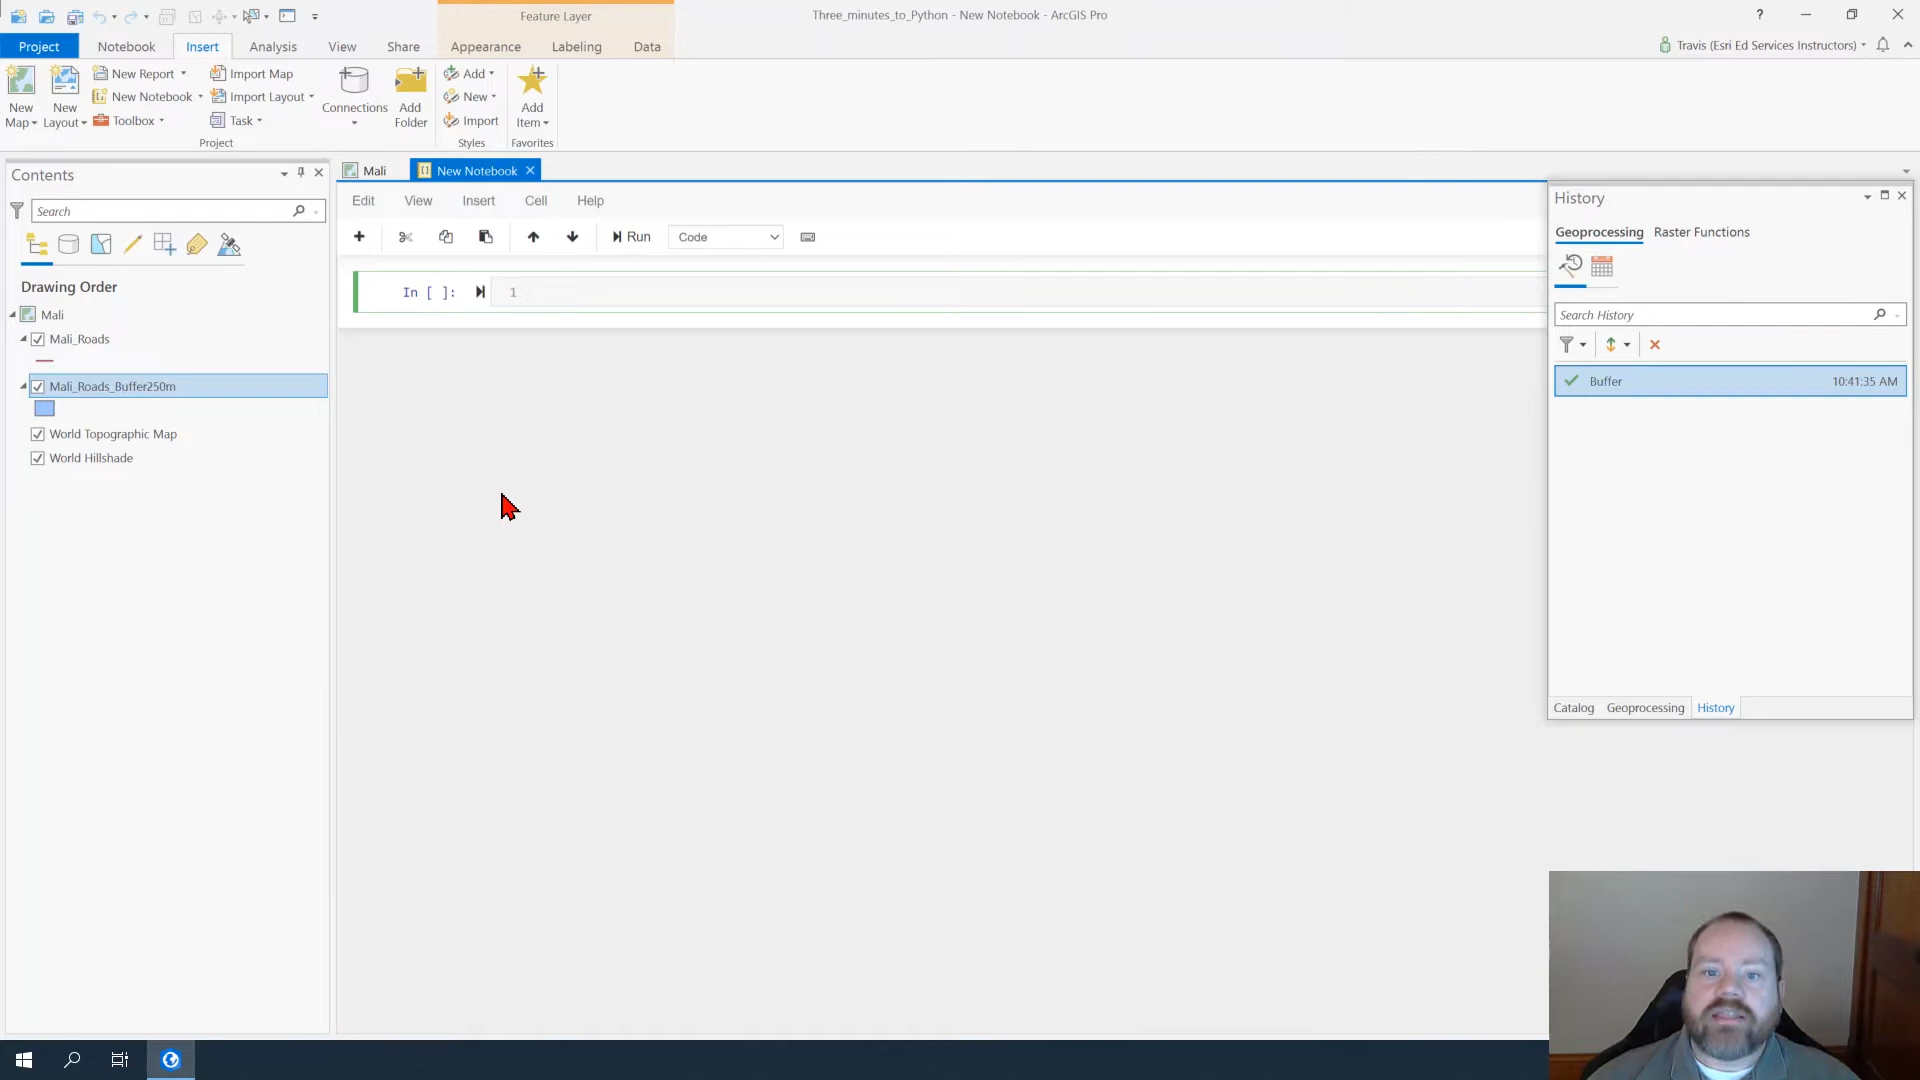 Feature Layer
Three_minutes_to_Python - New Notebook - ArcGIS Pro
?
Project
Notebook
Insert
Analysis
View
Share
Appearance
Labeling
Data
Travis (Esri Ed Services Instructors)
New Map
New Layout
New Report
New Notebook
Toolbox
Import Map
Import Layout
Task
Connections
Add Folder
Add
New
Import
Add Item
Project
Styles
Favorites
Contents
Search
Drawing Order
Mali
Mali_Roads
Mali_Roads_Buffer250m
World Topographic Map
World Hillshade
Mali
New Notebook
Edit
View
Insert
Cell
Help
Run
Code
In [ ]:
1
History
Geoprocessing
Raster Functions
Search History
Buffer
10:41:35 AM
Catalog
Geoprocessing
History